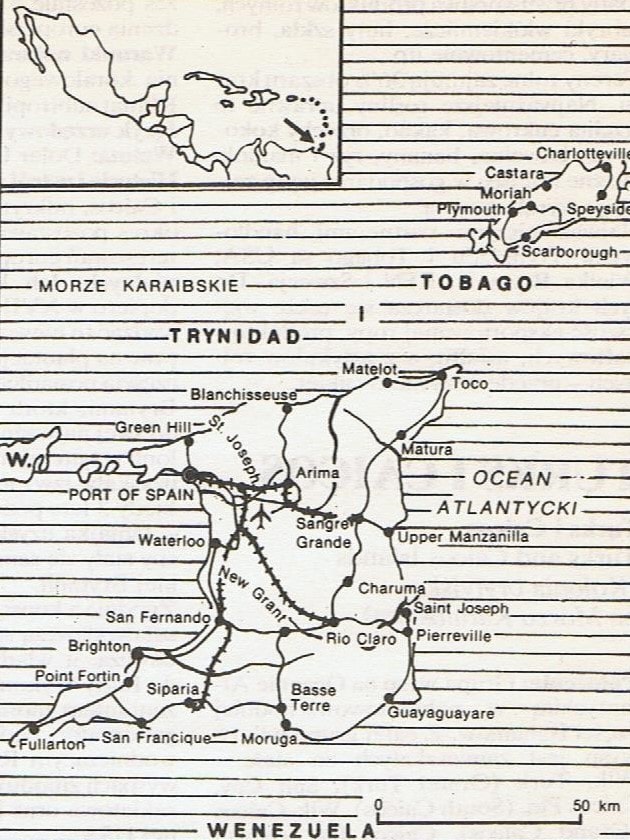 Charlotteville
Castara
Moriah
Plymouth
Speyside
Scarborough
MORZE KARAIBSKIE
TOBAGO
I
TRYNIDAD
Matelot
Toco
Blanchisseuse
Green Hill
St. Joseph
Matura
W.
Arima
PORT OF SPAIN
OCEAN
ATLANTYCKI
Sangre
Grande
Waterloo
Upper Manzanilla
New Grant
Charuma
Saint Joseph
San Fernando
Rio Claro
Pierreville
Brighton
Point Fortin
Siparia
Basse
Terre
Guayaguayare
Fullarton
San Francique
Moruga
0 50 km
WENEZUELA